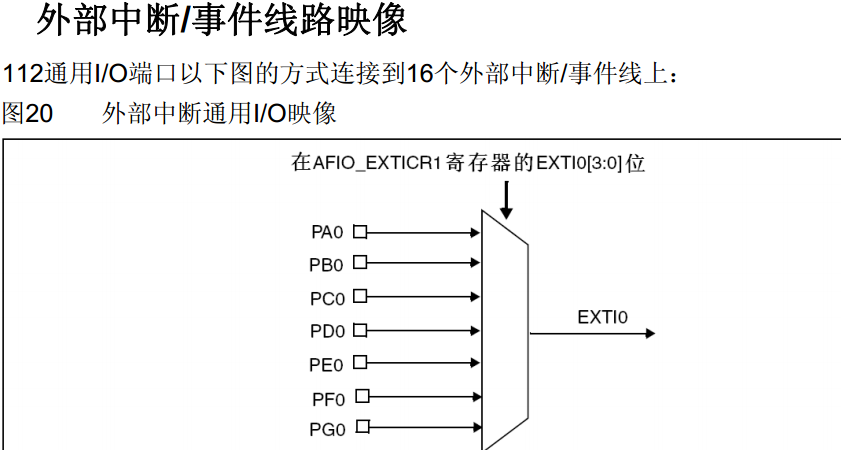 外部中断/事件线路映像
112通用I/O端口以下图的方式连接到16个外部中断/事件线上：
图20 外部中断通用I/O映像
在AFIO_EXTICR1寄存器的EXTI0[3:0]位
PA0
PB0
PC0
PD0
PE0
PF0
PG0
EXTI0